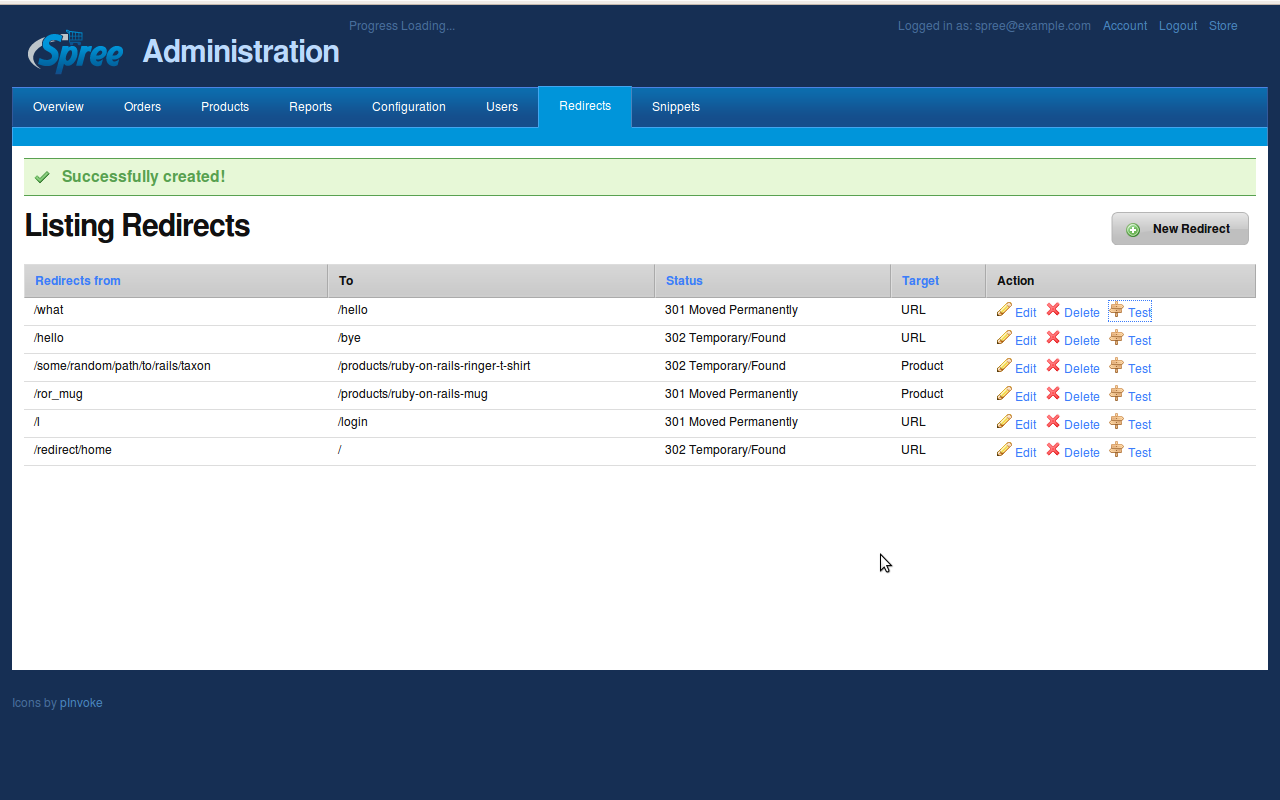 Progress Loading...
Logged in as: spree@example.com Account Logout Store
Spree Administration
Overview Orders Products Reports Configuration Users Redirects Snippets
Successfully created!
Listing Redirects
New Redirect
Redirects from To Status Target Action
/what /hello 301 Moved Permanently URL Edit Delete Test
/hello /bye 302 Temporary/Found URL Edit Delete Test
/some/random/path/to/rails/taxon /products/ruby-on-rails-ringer-t-shirt 302 Temporary/Found Product Edit Delete Test
/ror_mug /products/ruby-on-rails-mug 301 Moved Permanently Product Edit Delete Test
/l /login 301 Moved Permanently URL Edit Delete Test
/redirect/home / 302 Temporary/Found URL Edit Delete Test
Icons by pInvoke